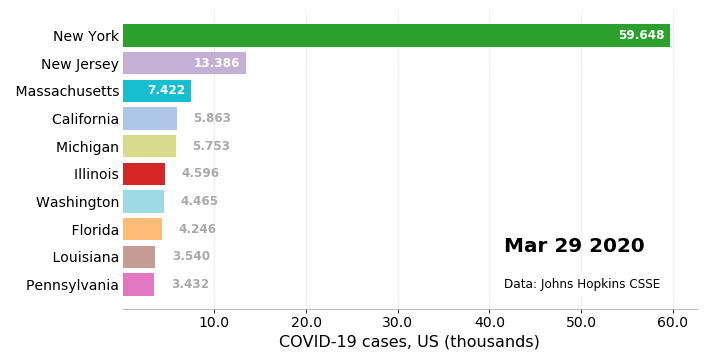 New York 59.648
New Jersey 13.386
Massachusetts 7.422
California 5.863
Michigan 5.753
Illinois 4.596
Washington 4.465
Florida 4.246
Louisiana 3.540
Pennsylvania 3.432
Mar 29 2020
Data: Johns Hopkins CSSE
10.0 20.0 30.0 40.0 50.0 60.0
COVID-19 cases, US (thousands)